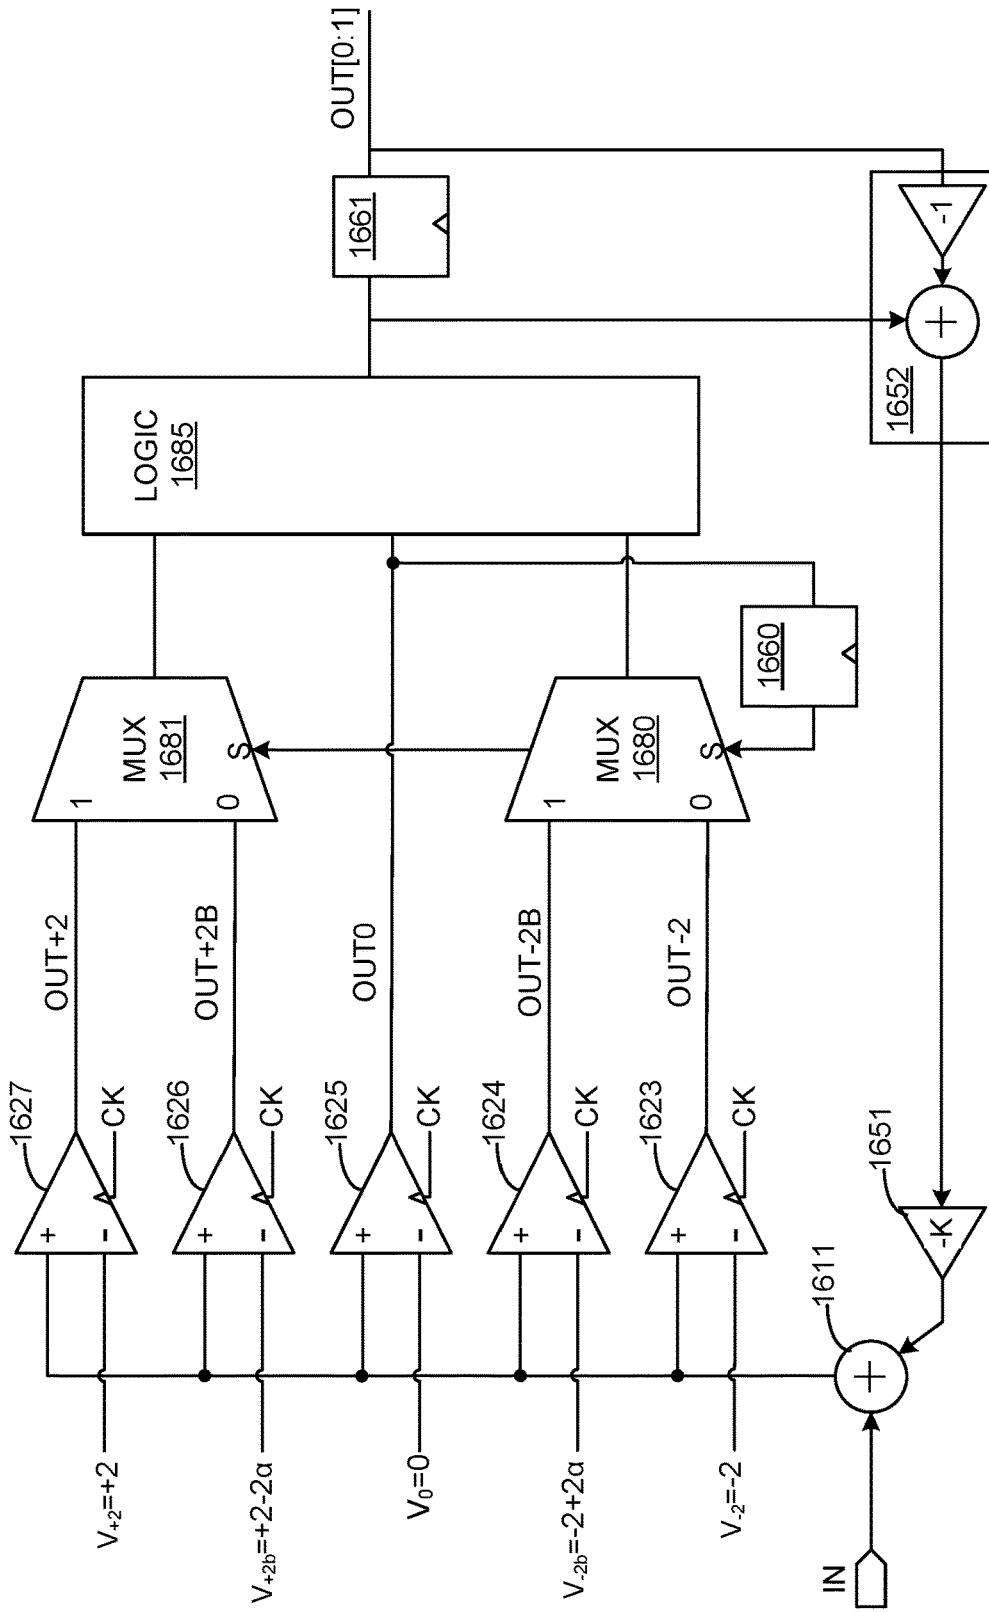 V+2=+2
V+2b=+2-2α
V0=0
V-2b=-2+2α
V-2=-2
IN
+
-
1627
CK
+
-
1626
CK
+
-
1625
CK
+
-
1624
CK
+
-
1623
CK
+
1611
-K
1651
OUT+2
OUT+2B
OUT0
OUT-2B
OUT-2
1
0
MUX
1681
S
1
0
MUX
1680
S
1660
LOGIC
1685
1661
OUT[0:1]
1652
+
-1